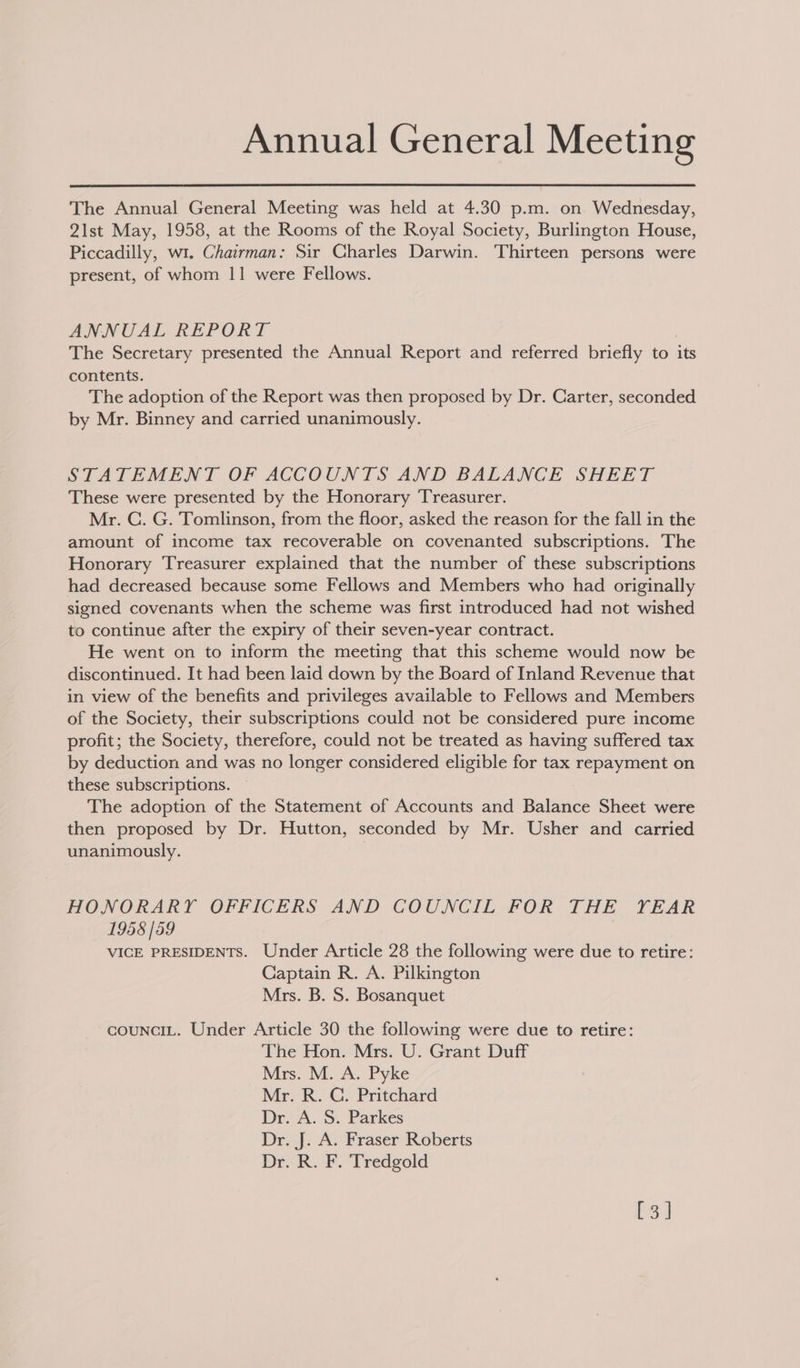 Annual General Meeting
The Annual General Meeting was held at 4.30 p.m. on Wednesday,
21st May, 1958, at the Rooms of the Royal Society, Burlington House,
Piccadilly, W1. Chairman: Sir Charles Darwin. Thirteen persons were
present, of whom 11 were Fellows.
ANNUAL REPORT
The Secretary presented the Annual Report and referred briefly to its
contents.
The adoption of the Report was then proposed by Dr. Carter, seconded
by Mr. Binney and carried unanimously.
STATEMENT OF ACCOUNTS AND BALANCE SHEET
These were presented by the Honorary Treasurer.
Mr. C. G. Tomlinson, from the floor, asked the reason for the fall in the
amount of income tax recoverable on covenanted subscriptions. The
Honorary Treasurer explained that the number of these subscriptions
had decreased because some Fellows and Members who had originally
signed covenants when the scheme was first introduced had not wished
to continue after the expiry of their seven-year contract.
He went on to inform the meeting that this scheme would now be
discontinued. It had been laid down by the Board of Inland Revenue that
in view of the benefits and privileges available to Fellows and Members
of the Society, their subscriptions could not be considered pure income
profit; the Society, therefore, could not be treated as having suffered tax
by deduction and was no longer considered eligible for tax repayment on
these subscriptions.
The adoption of the Statement of Accounts and Balance Sheet were
then proposed by Dr. Hutton, seconded by Mr. Usher and carried
unanimously.
HONORARY OFFICERS AND COUNCIL FOR THE YEAR
1958/59
VICE PRESIDENTS. Under Article 28 the following were due to retire:
Captain R. A. Pilkington
Mrs. B. S. Bosanquet
COUNCIL. Under Article 30 the following were due to retire:
The Hon. Mrs. U. Grant Duff
Mrs. M. A. Pyke
Mr. R. C. Pritchard
Dr. A. S. Parkes
Dr. J. A. Fraser Roberts
Dr. R. F. Tredgold
[3]